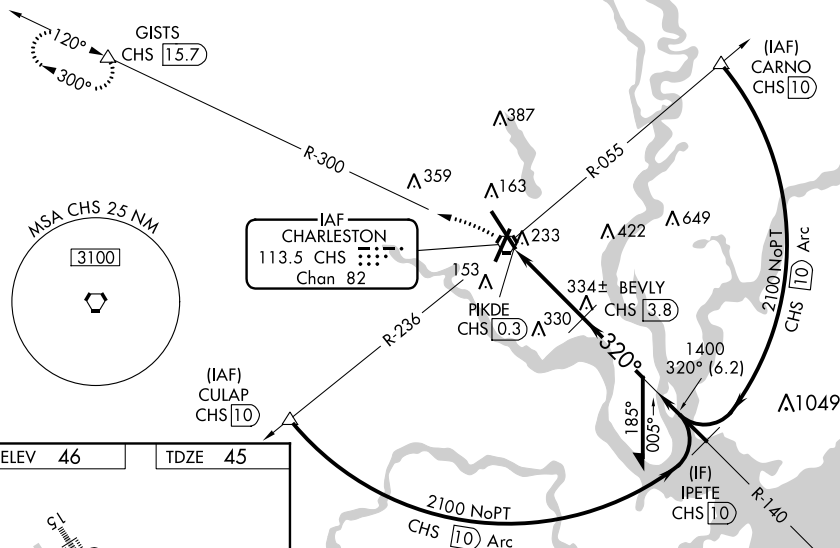 GISTS
CHS 15.7
120°
300°
(IAF)
CARNO
CHS 10
387
R-300
R-055
359
163
MSA CHS 25 NM
3100
IAF
CHARLESTON
113.5 CHS
Chan 82
233
422
649
2100 NoPT
CHS 10 Arc
153
334± BEVLY
CHS 3.8
PIKDE
CHS 0.3
330
R-236
320°
1400
320° (6.2)
(IAF)
CULAP
CHS 10
1049
185°
005°
ELEV 46
TDZE 45
(IF)
IPETE
CHS 10
R-140
2100 NoPT
CHS 10 Arc
15